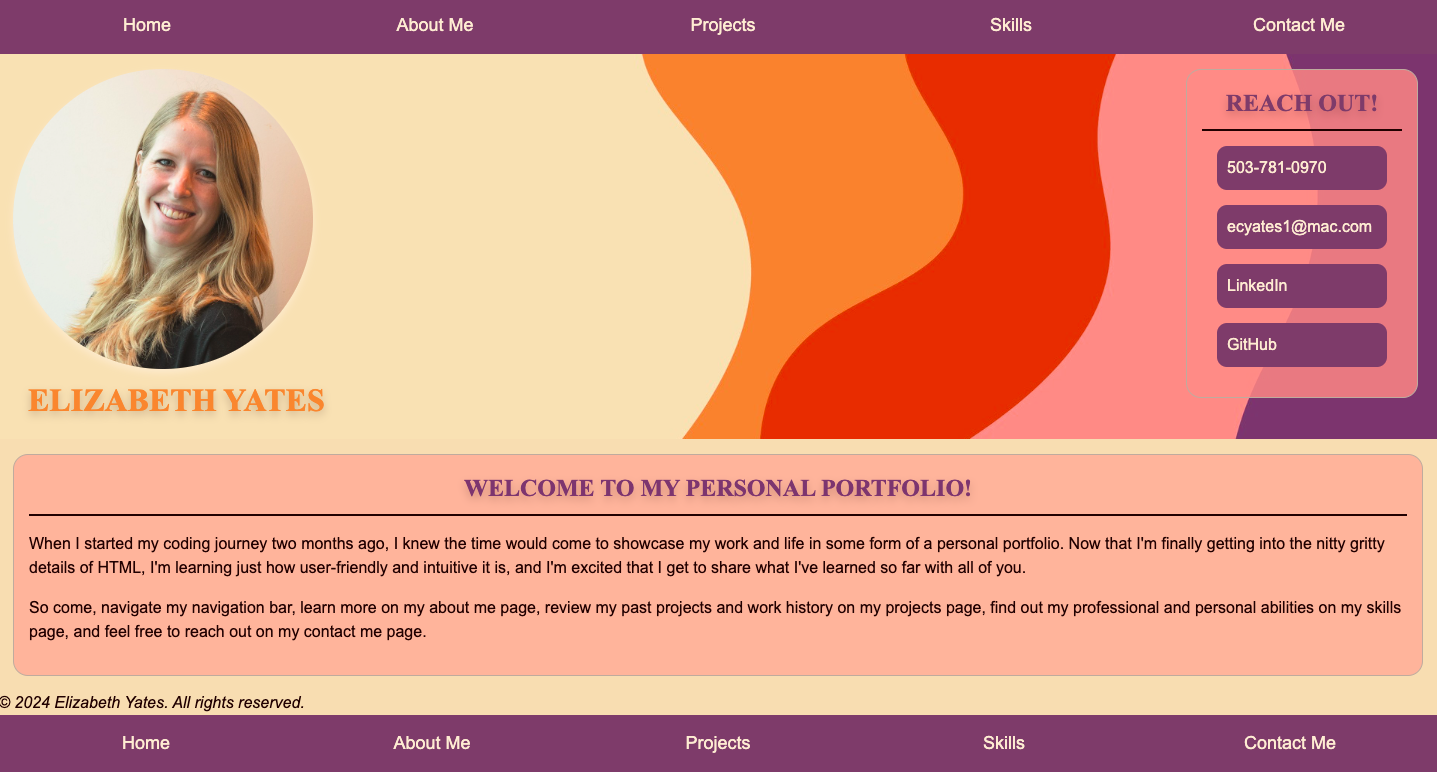 Home About Me Projects Skills Contact Me
REACH OUT!
503-781-0970
ecyates1@mac.com
LinkedIn
GitHub
ELIZABETH YATES
WELCOME TO MY PERSONAL PORTFOLIO!
When I started my coding journey two months ago, I knew the time would come to showcase my work and life in some form of a personal portfolio. Now that I'm finally getting into the nitty gritty
details of HTML, I'm learning just how user-friendly and intuitive it is, and I'm excited that I get to share what I've learned so far with all of you.
So come, navigate my navigation bar, learn more on my about me page, review my past projects and work history on my projects page, find out my professional and personal abilities on my skills
page, and feel free to reach out on my contact me page.
© 2024 Elizabeth Yates. All rights reserved.
Home About Me Projects Skills Contact Me